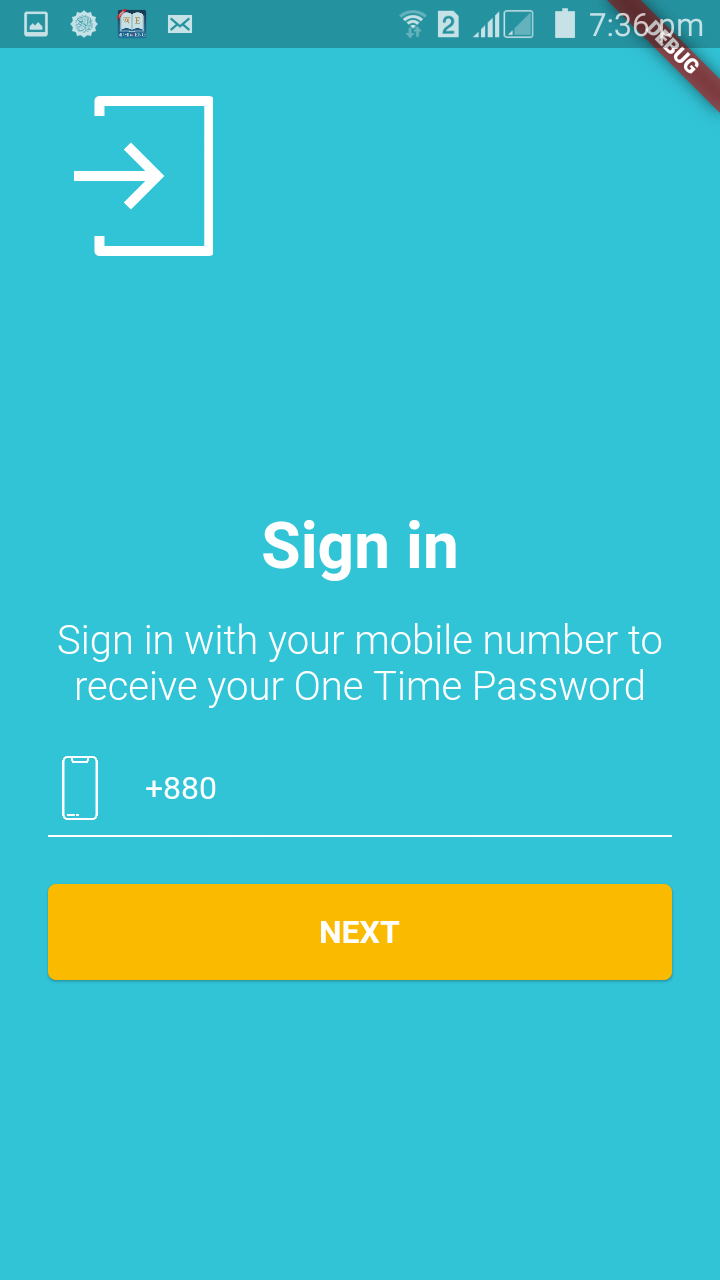 2 7:36 pm
DEBUG
Sign in
Sign in with your mobile number to
receive your One Time Password
+880
NEXT